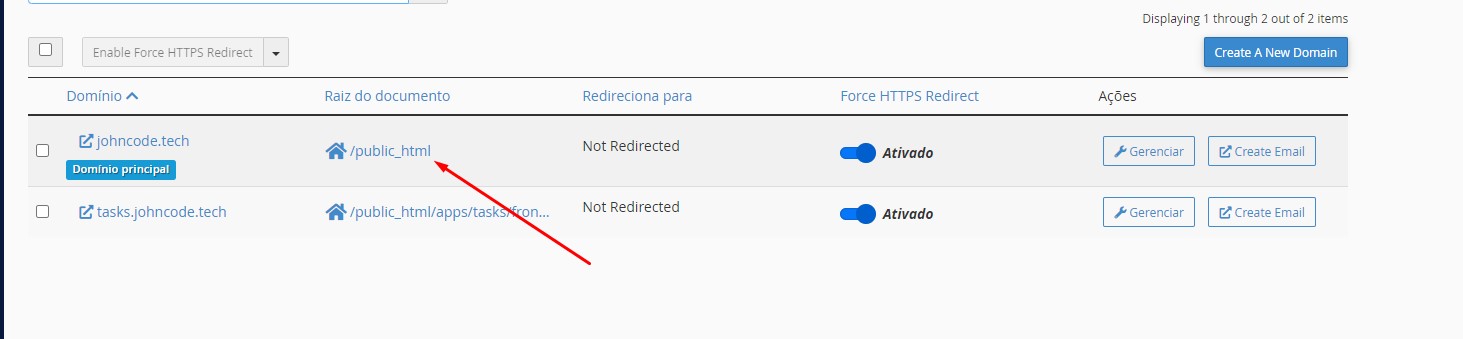 Displaying 1 through 2 out of 2 items
Enable Force HTTPS Redirect
Create A New Domain
Domínio Raiz do documento Redireciona para Force HTTPS Redirect Ações
johncode.tech /public_html Not Redirected Ativado Gerenciar Create Email
Domínio principal
tasks.johncode.tech /public_html/apps/tasks/fron... Not Redirected Ativado Gerenciar Create Email